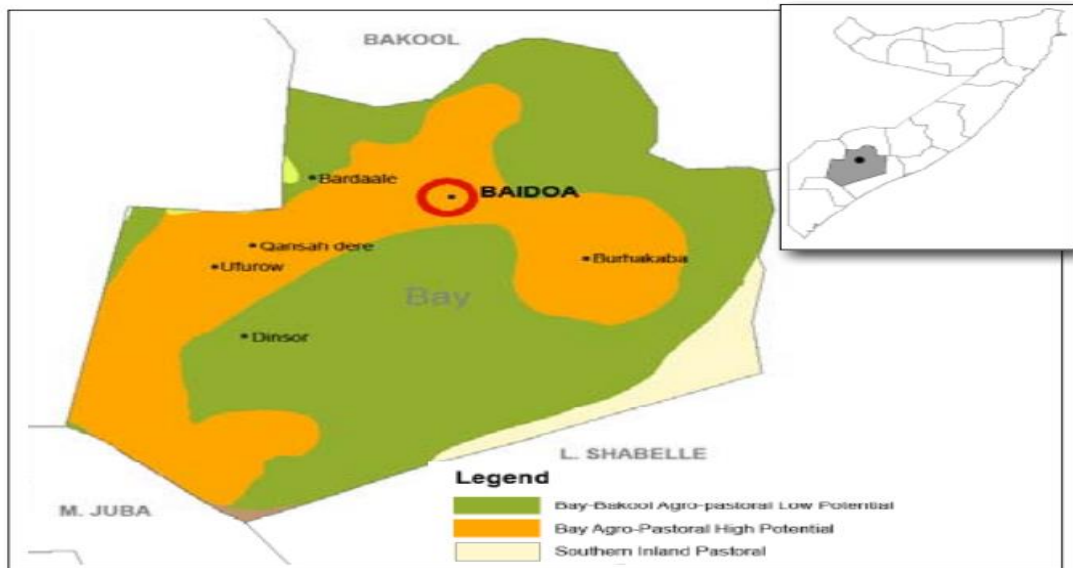 BAKOOL
Bardaale
BAIDOA
Qansah dere
Ufurow
Burhakaba
Bay
Dinsor
L. SHABELLE
M. JUBA
Legend
Bay-Bakool Agro-pastoral Low Potential
Bay Agro-Pastoral High Potential
Southern Inland Pastoral